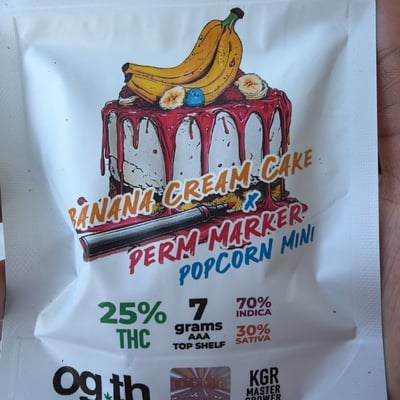 BANANA CREAM CAKE
X
PERM MARKER
POPCORN MINI
25%
THC
7
grams
AAA
TOP SHELF
70%
INDICA
30%
SATIVA
Og.th
KGR
MASTER
GROWER